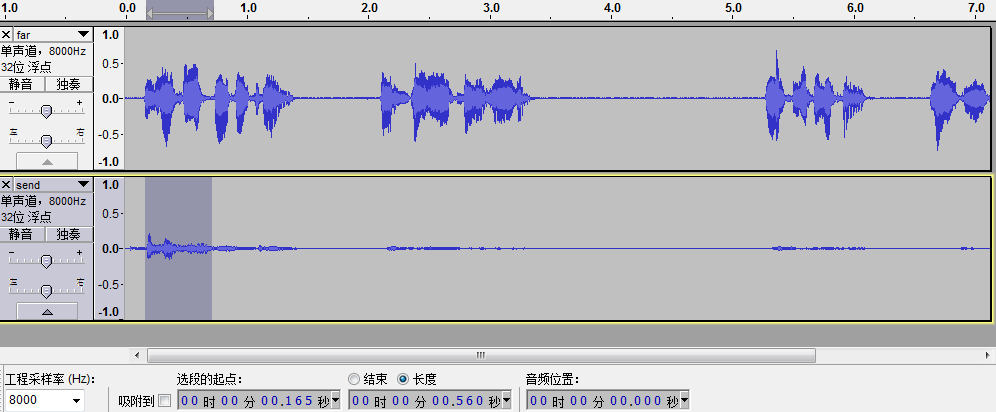 1.0 0.0 1.0 2.0 3.0 4.0 5.0 6.0 7.0
× far
单声道, 8000Hz
32位 浮点
静音 独奏
- +
左 右
1.0
0.5
0.0
-0.5
-1.0
× send
单声道, 8000Hz
32位 浮点
静音 独奏
- +
左 右
1.0
0.5
0.0
-0.5
-1.0
工程采样率 (Hz): 选段的起点: 结束 长度 音频位置:
8000 吸附到 00 时 00 分 00.165 秒 00 时 00 分 00.560 秒 00 时 00 分 00.000 秒